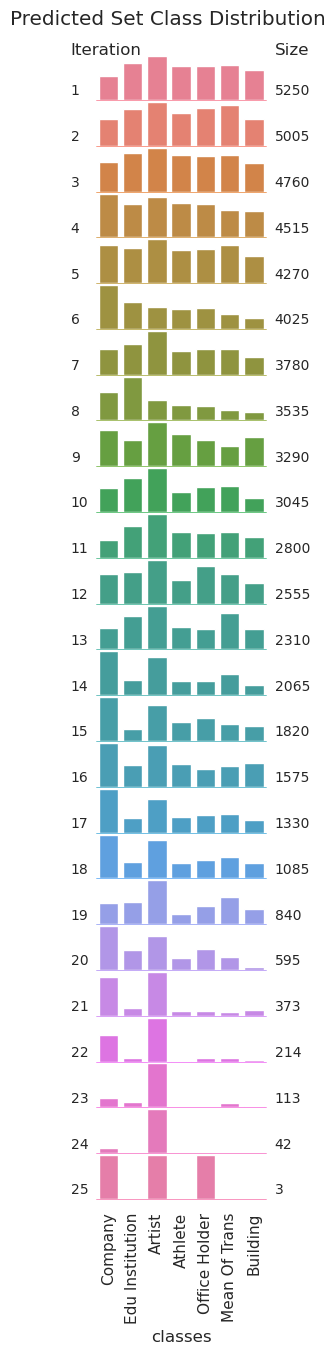 Predicted Set Class Distribution
Iteration Size
1 5250
2 5005
3 4760
4 4515
5 4270
6 4025
7 3780
8 3535
9 3290
10 3045
11 2800
12 2555
13 2310
14 2065
15 1820
16 1575
17 1330
18 1085
19 840
20 595
21 373
22 214
23 113
24 42
25 3
Company
Edu Institution
Artist
Athlete
Office Holder
Mean Of Trans
Building
classes